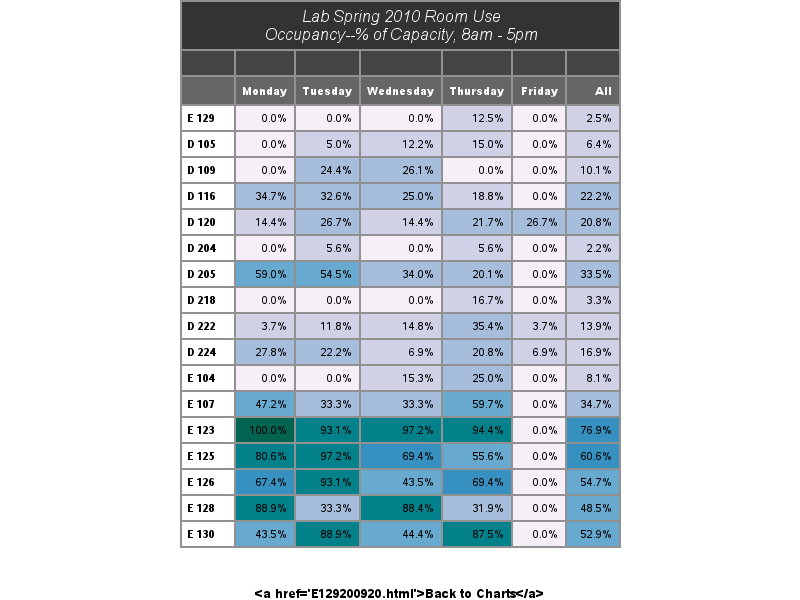 Lab Spring 2010 Room Use
Occupancy--% of Capacity, 8am - 5pm
Monday Tuesday Wednesday Thursday Friday All
E 129 0.0% 0.0% 0.0% 12.5% 0.0% 2.5%
D 105 0.0% 5.0% 12.2% 15.0% 0.0% 6.4%
D 109 0.0% 24.4% 26.1% 0.0% 0.0% 10.1%
D 116 34.7% 32.6% 25.0% 18.8% 0.0% 22.2%
D 120 14.4% 26.7% 14.4% 21.7% 26.7% 20.8%
D 204 0.0% 5.6% 0.0% 5.6% 0.0% 2.2%
D 205 59.0% 54.5% 34.0% 20.1% 0.0% 33.5%
D 218 0.0% 0.0% 0.0% 16.7% 0.0% 3.3%
D 222 3.7% 11.8% 14.8% 35.4% 3.7% 13.9%
D 224 27.8% 22.2% 6.9% 20.8% 6.9% 16.9%
E 104 0.0% 0.0% 15.3% 25.0% 0.0% 8.1%
E 107 47.2% 33.3% 33.3% 59.7% 0.0% 34.7%
E 123 100.0% 93.1% 97.2% 94.4% 0.0% 76.9%
E 125 80.6% 97.2% 69.4% 55.6% 0.0% 60.6%
E 126 67.4% 93.1% 43.5% 69.4% 0.0% 54.7%
E 128 88.9% 33.3% 88.4% 31.9% 0.0% 48.5%
E 130 43.5% 88.9% 44.4% 87.5% 0.0% 52.9%
&lt;a href='E129200920.html'&gt;Back to Charts&lt;/a&gt;